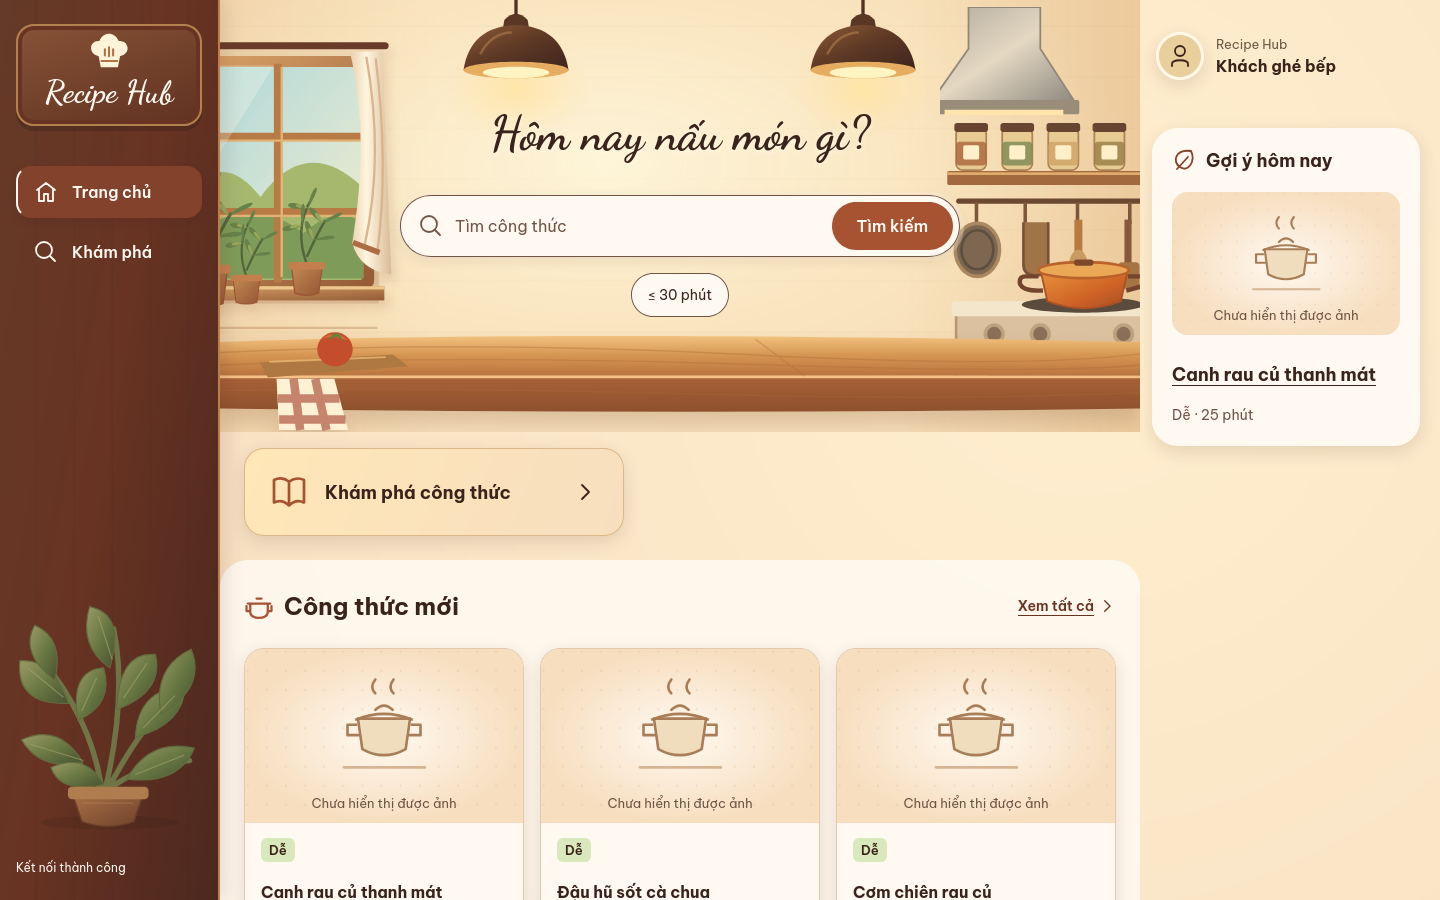 Recipe Hub
Trang chủ
Khám phá
Kết nối thành công
Hôm nay nấu món gì?
Tìm công thức
Tìm kiếm
≤ 30 phút
Khám phá công thức
Công thức mới
Xem tất cả
Chưa hiển thị được ảnh
Dễ
Canh rau củ thanh mát
Chưa hiển thị được ảnh
Dễ
Đậu hũ sốt cà chua
Chưa hiển thị được ảnh
Dễ
Cơm chiên rau củ
Recipe Hub
Khách ghé bếp
Gợi ý hôm nay
Chưa hiển thị được ảnh
Canh rau củ thanh mát
Dễ · 25 phút